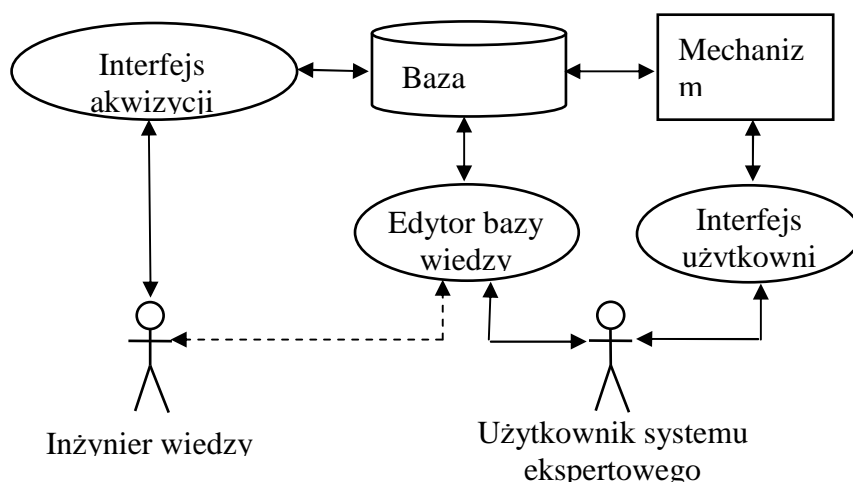 Interfejs
akwizycji
Baza
Mechaniz
m
Edytor bazy
wiedzy
Interfejs
użytkowni
Inżynier wiedzy
Użytkownik systemu
ekspertowego